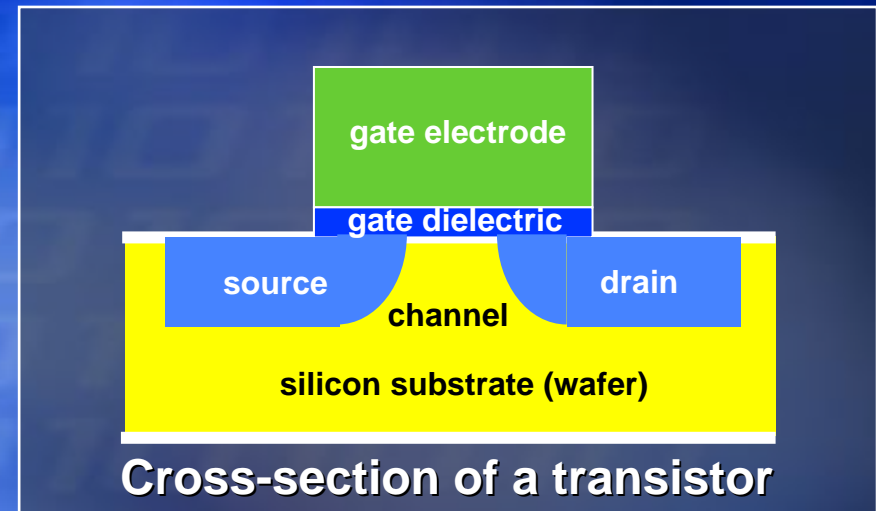 gate electrode
gate dielectric
source
drain
channel
silicon substrate (wafer)
Cross-section of a transistor